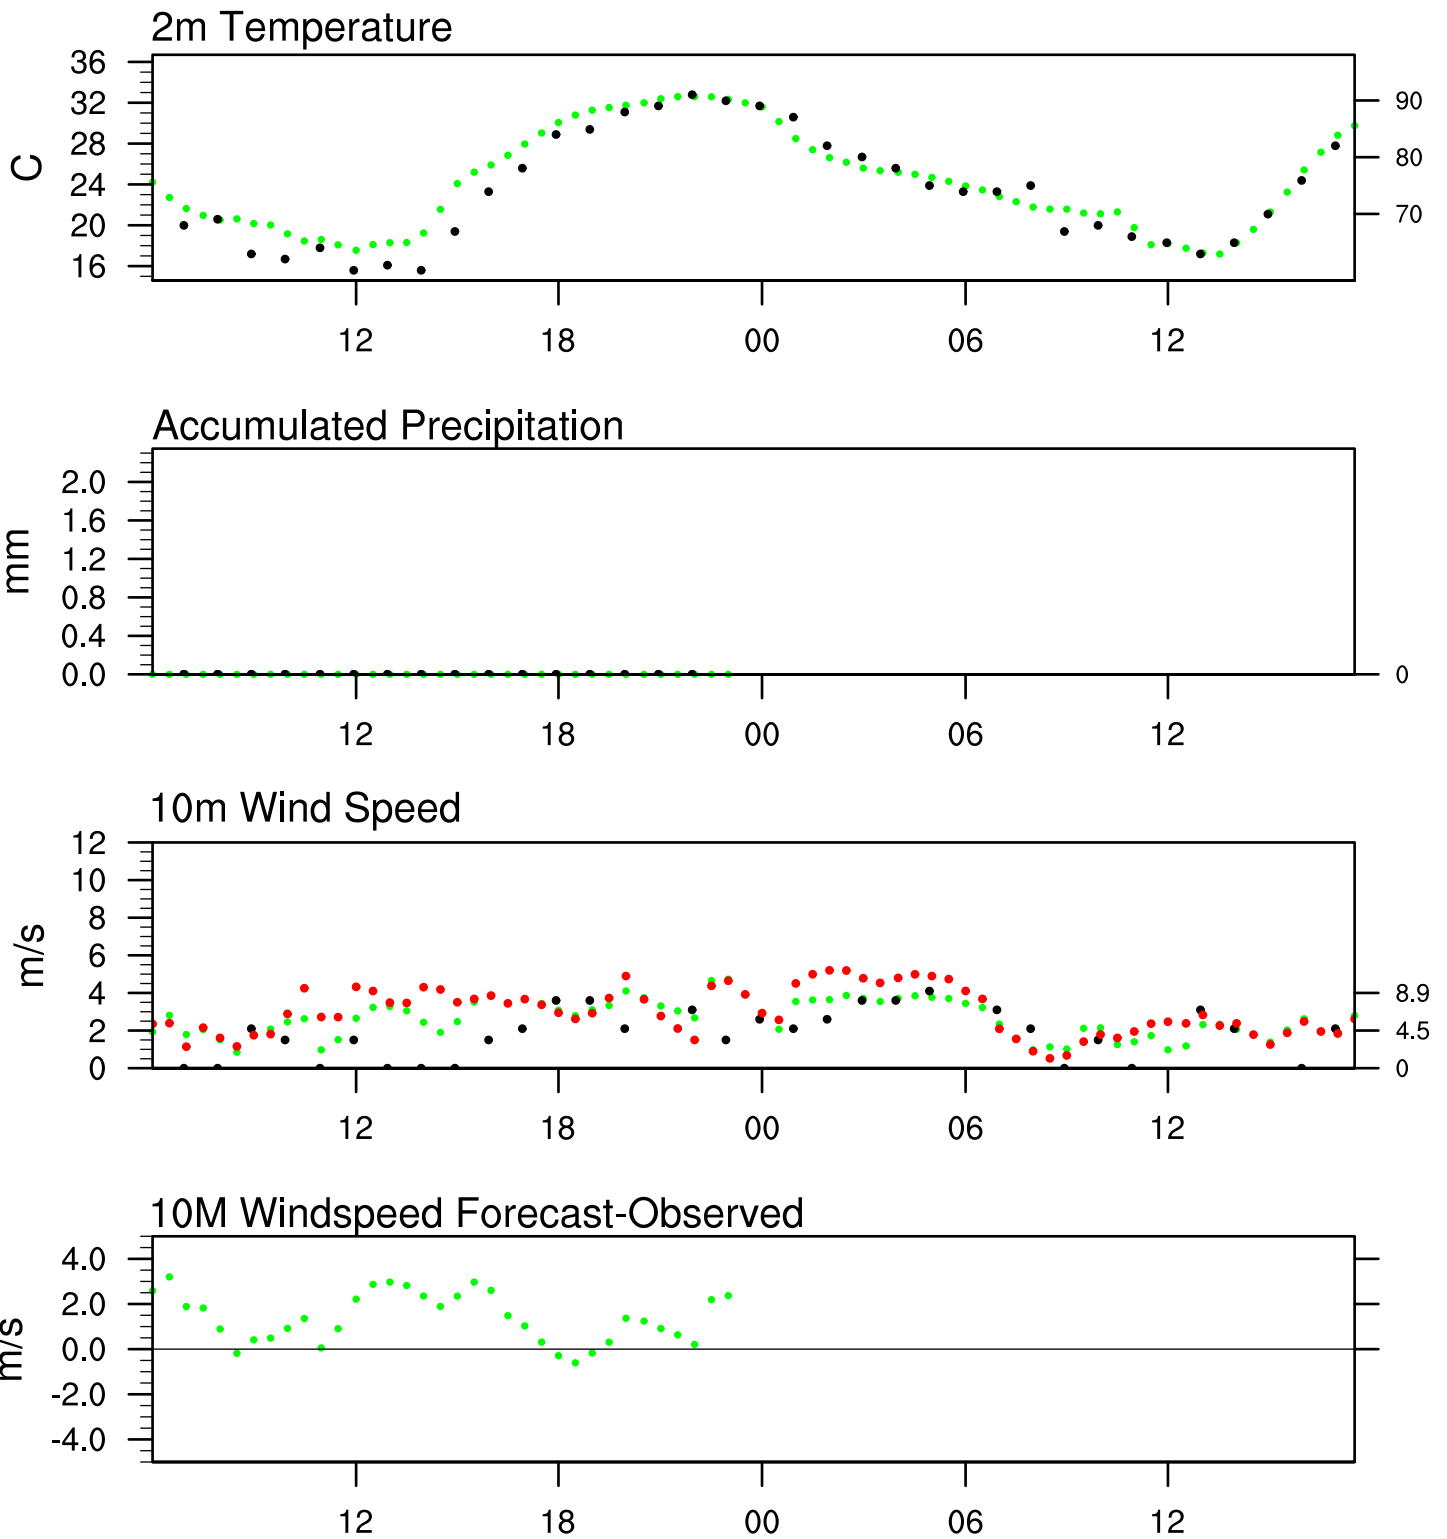 2m Temperature
36
32
28
24
20
16
C
90
80
70
12 18 00 06 12
Accumulated Precipitation
2.0
1.6
1.2
0.8
0.4
0.0
mm
0
12 18 00 06 12
10m Wind Speed
12
10
8
6
4
2
0
m/s
8.9
4.5
0
12 18 00 06 12
10M Windspeed Forecast-Observed
4.0
2.0
0.0
-2.0
-4.0
m/s
12 18 00 06 12